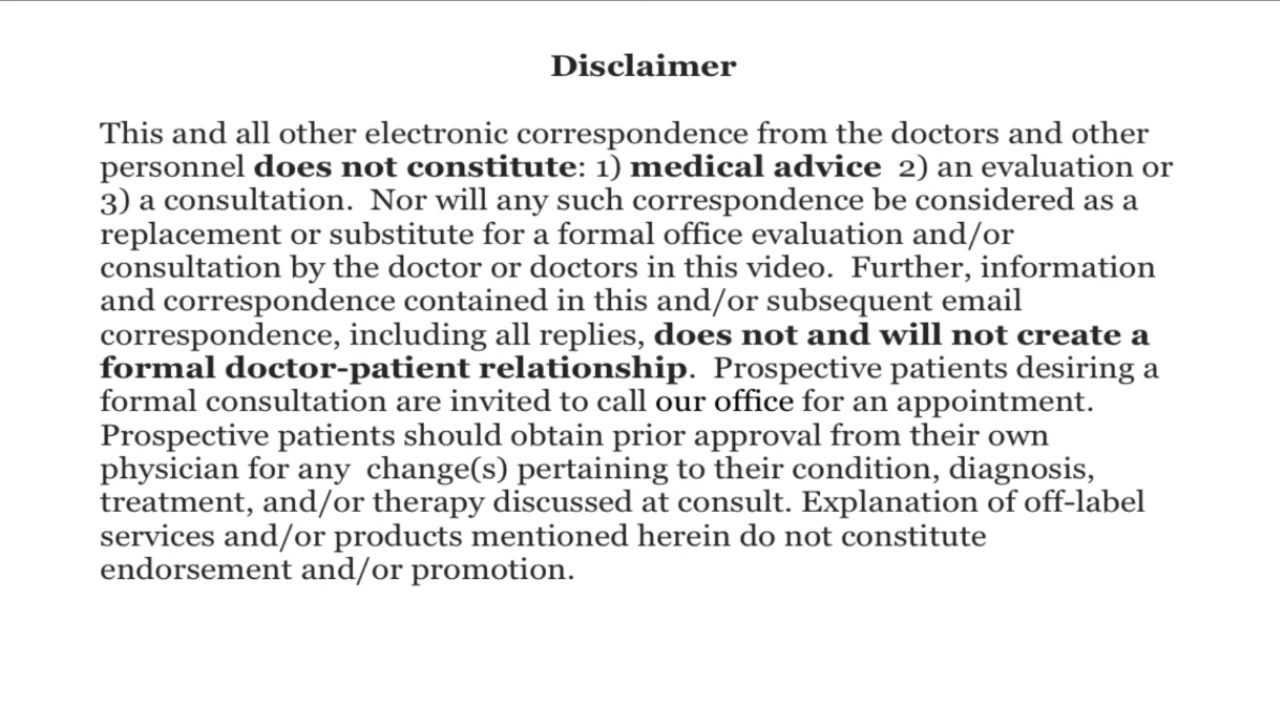 Disclaimer
This and all other electronic correspondence from the doctors and other
personnel does not constitute: 1) medical advice  2) an evaluation or
3) a consultation.  Nor will any such correspondence be considered as a
replacement or substitute for a formal office evaluation and/or
consultation by the doctor or doctors in this video.  Further, information
and correspondence contained in this and/or subsequent email
correspondence, including all replies, does not and will not create a
formal doctor-patient relationship.  Prospective patients desiring a
formal consultation are invited to call our office for an appointment.
Prospective patients should obtain prior approval from their own
physician for any  change(s) pertaining to their condition, diagnosis,
treatment, and/or therapy discussed at consult. Explanation of off-label
services and/or products mentioned herein do not constitute
endorsement and/or promotion.